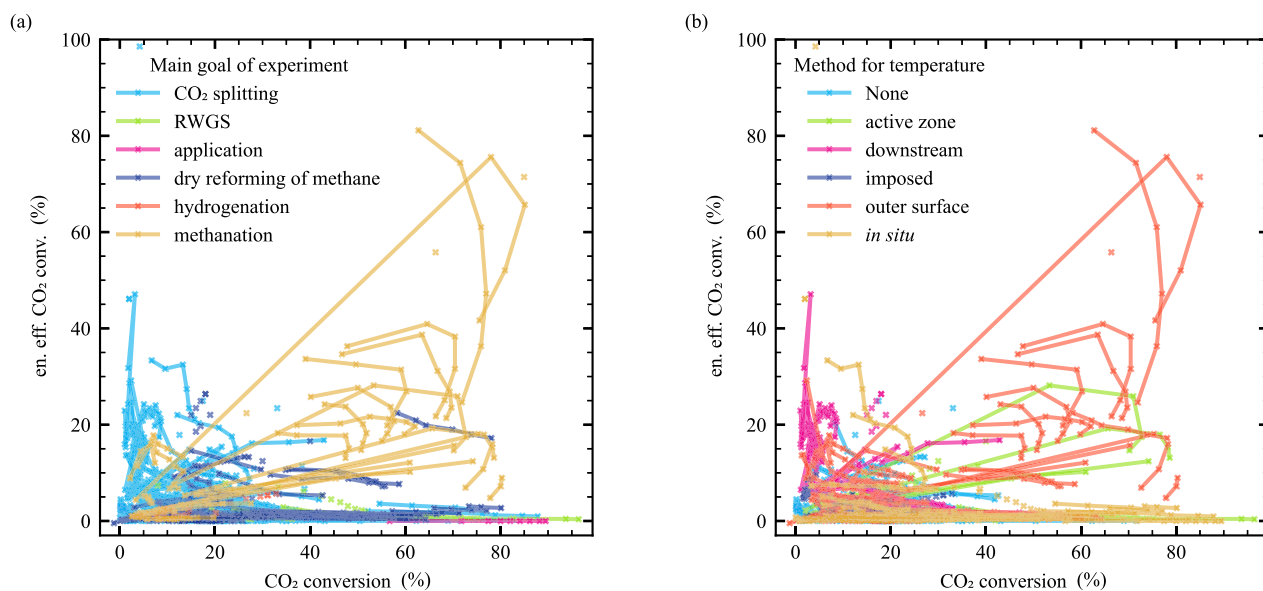 (a)
100
80
60
40
20
0
en. eff. CO₂ conv. (%)
Main goal of experiment
CO₂ splitting
RWGS
application
dry reforming of methane
hydrogenation
methanation
0 20 40 60 80
CO₂ conversion (%)
(b)
100
80
60
40
20
0
en. eff. CO₂ conv. (%)
Method for temperature
None
active zone
downstream
imposed
outer surface
in situ
0 20 40 60 80
CO₂ conversion (%)